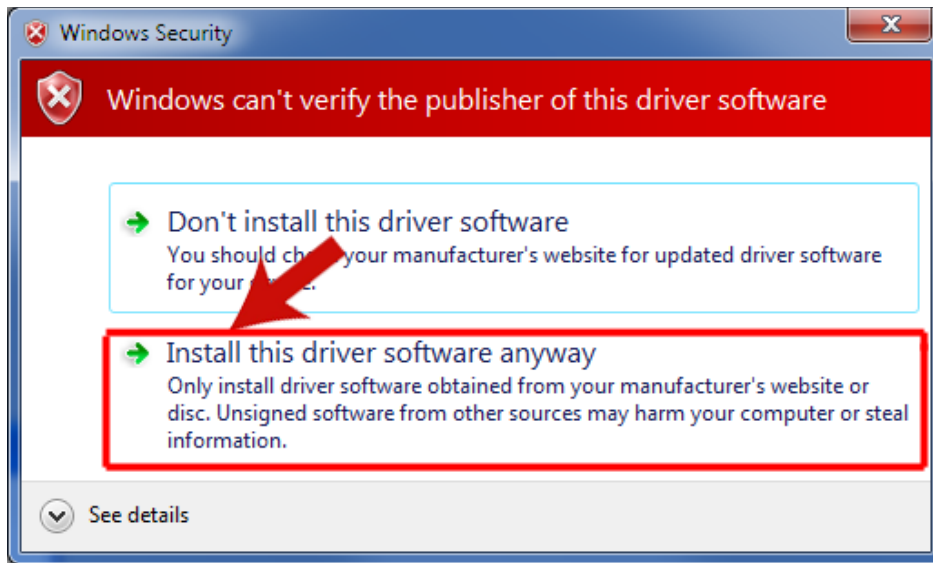 Windows Security
Windows can't verify the publisher of this driver software
Don't install this driver software
You should your manufacturer's website for updated driver software
for your
Install this driver software anyway
Only install driver software obtained from your manufacturer's website or
disc. Unsigned software from other sources may harm your computer or steal
information.
See details